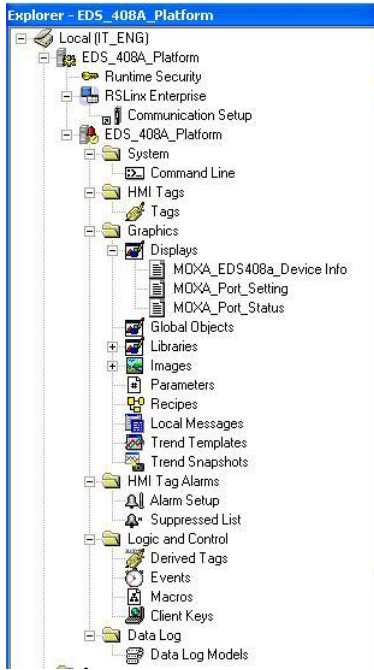 Explorer - EDS_408A_Platform
Local (IT_ENG)
EDS_408A_Platform
Runtime Security
RSLinx Enterprise
Communication Setup
EDS_408A_Platform
System
Command Line
HMI Tags
Tags
Graphics
Displays
MOXA_EDS408a_Device Info
MOXA_Port_Setting
MOXA_Port_Status
Global Objects
Libraries
Images
Parameters
Recipes
Local Messages
Trend Templates
Trend Snapshots
HMI Tag Alarms
Alarm Setup
Suppressed List
Logic and Control
Derived Tags
Events
Macros
Client Keys
Data Log
Data Log Models